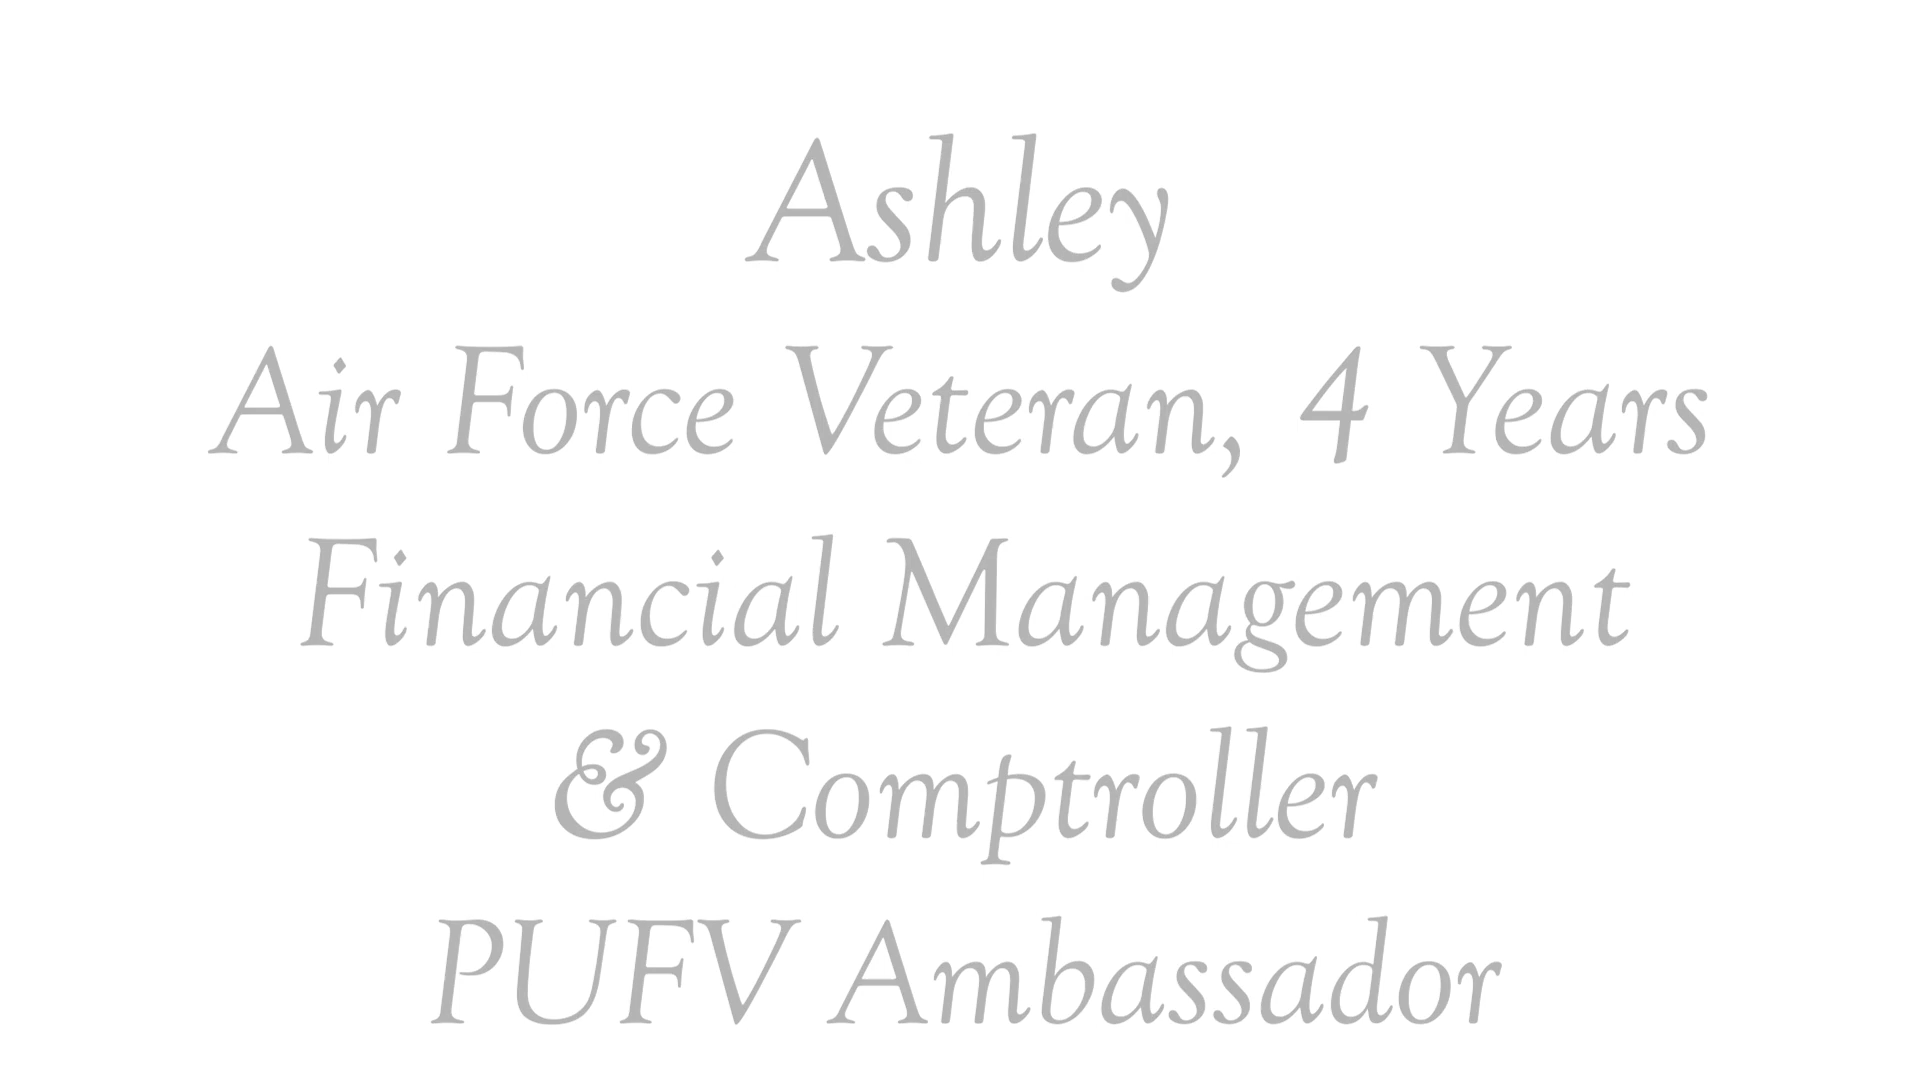 Ashley
Air Force Veteran, 4 Years
Financial Management
& Comptroller
PUFV Ambassador